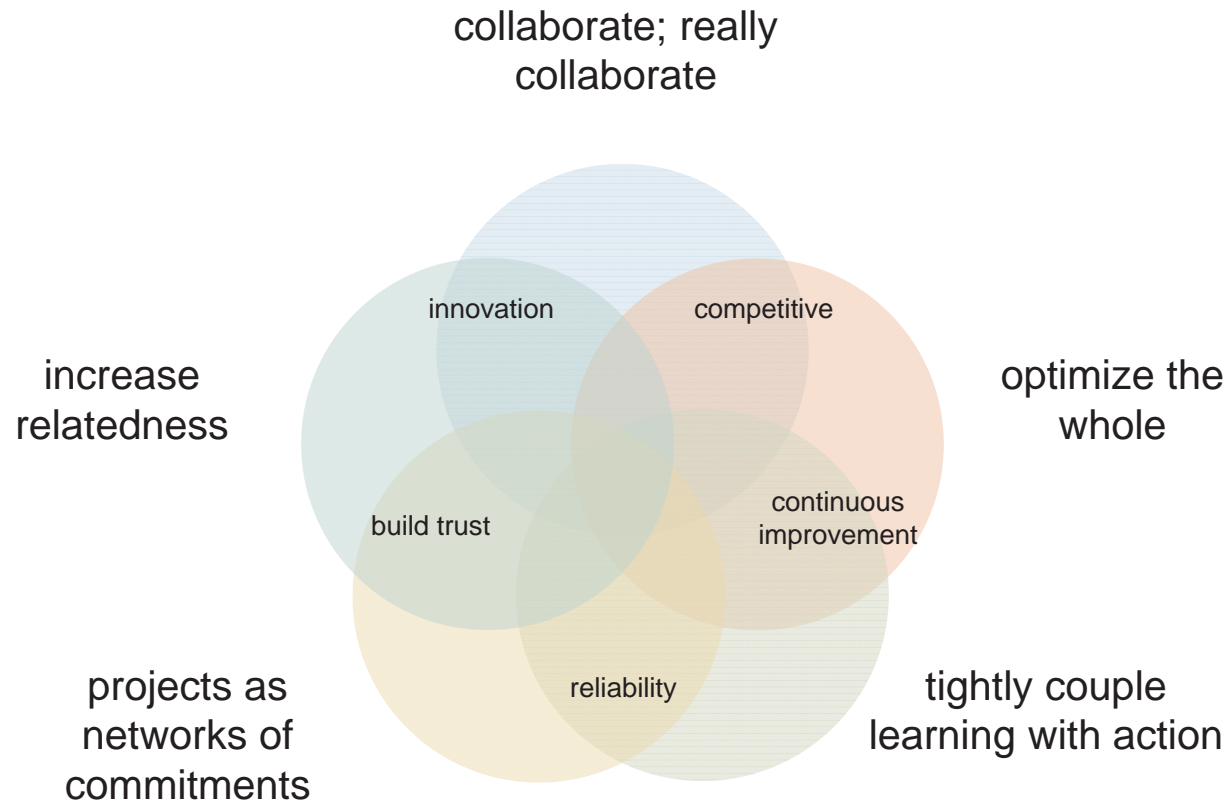 collaborate; really
collaborate
innovation
competitive
increase
relatedness
optimize the
whole
build trust
continuous
improvement
reliability
projects as
networks of
commitments
tightly couple
learning with action